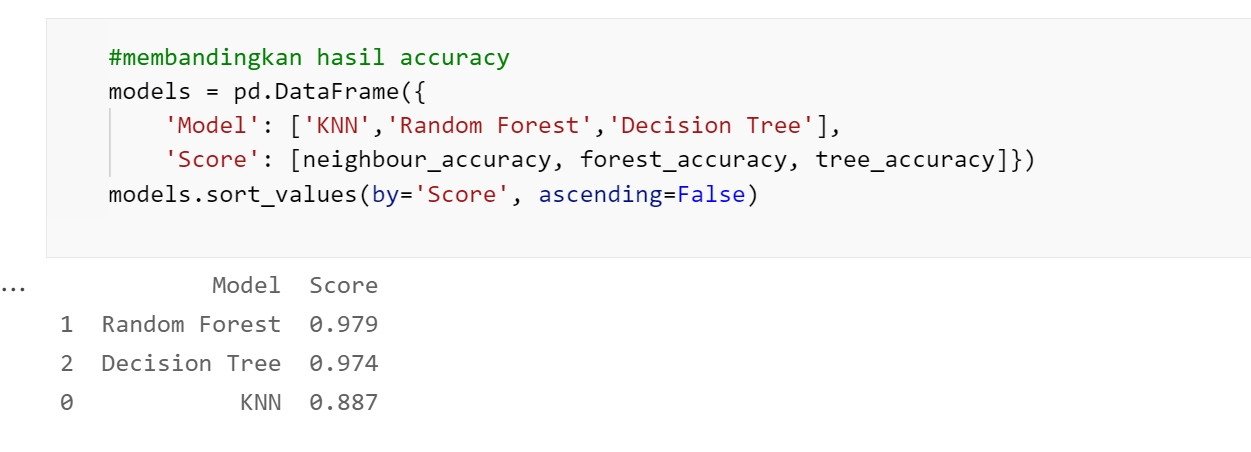 #membandingkan hasil accuracy
models = pd.DataFrame({
    'Model': ['KNN','Random Forest','Decision Tree'],
    'Score': [neighbour_accuracy, forest_accuracy, tree_accuracy]})
models.sort_values(by='Score', ascending=False)
...            Model  Score
1  Random Forest  0.979
2  Decision Tree  0.974
0            KNN  0.887